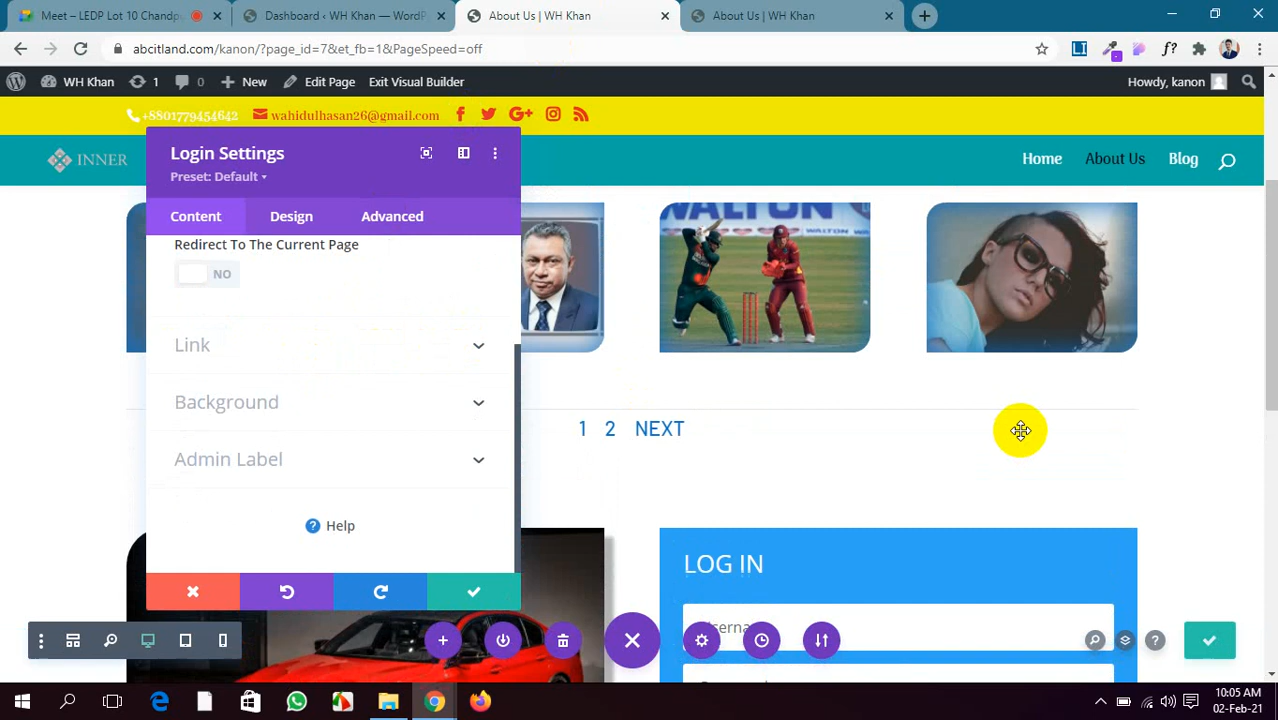 Meet – LEDP Lot 10 Chandp
Dashboard ‹ WH Khan — WordP
About Us | WH Khan
About Us | WH Khan
abcitland.com/kanon/?page_id=7&et_fb=1&PageSpeed=off
WH Khan
1
0
New
Edit Page
Exit Visual Builder
Howdy, kanon
+8801779454642
wahidulhasan26@gmail.com
INNER
Home
About Us
Blog
Login Settings
Preset: Default
Content
Design
Advanced
Redirect To The Current Page
NO
Link
Background
Admin Label
Help
WALTON
WALTON
WALTON
1 2 NEXT
LOG IN
10:05 AM
02-Feb-21